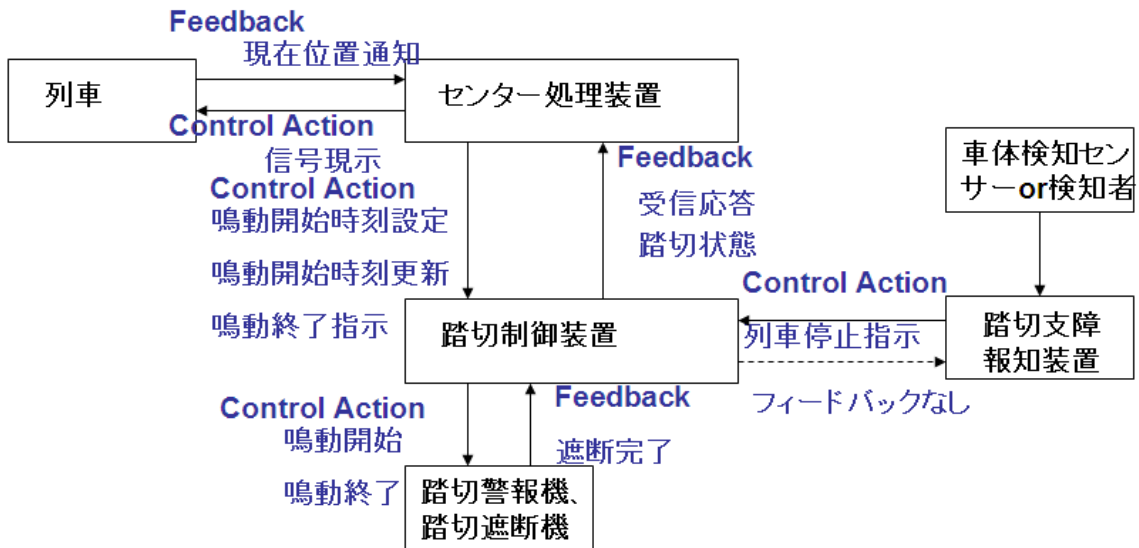 Feedback
現在位置通知
列車
センター処理装置
Control Action
信号現示
Feedback
受信応答
踏切状態
車体検知セン
サーor検知者
Control Action
鳴動開始時刻設定
鳴動開始時刻更新
鳴動終了指示
Control Action
列車停止指示
踏切制御装置
踏切支障
報知装置
フィードバックなし
Control Action
鳴動開始
鳴動終了
Feedback
遮断完了
踏切警報機、
踏切遮断機